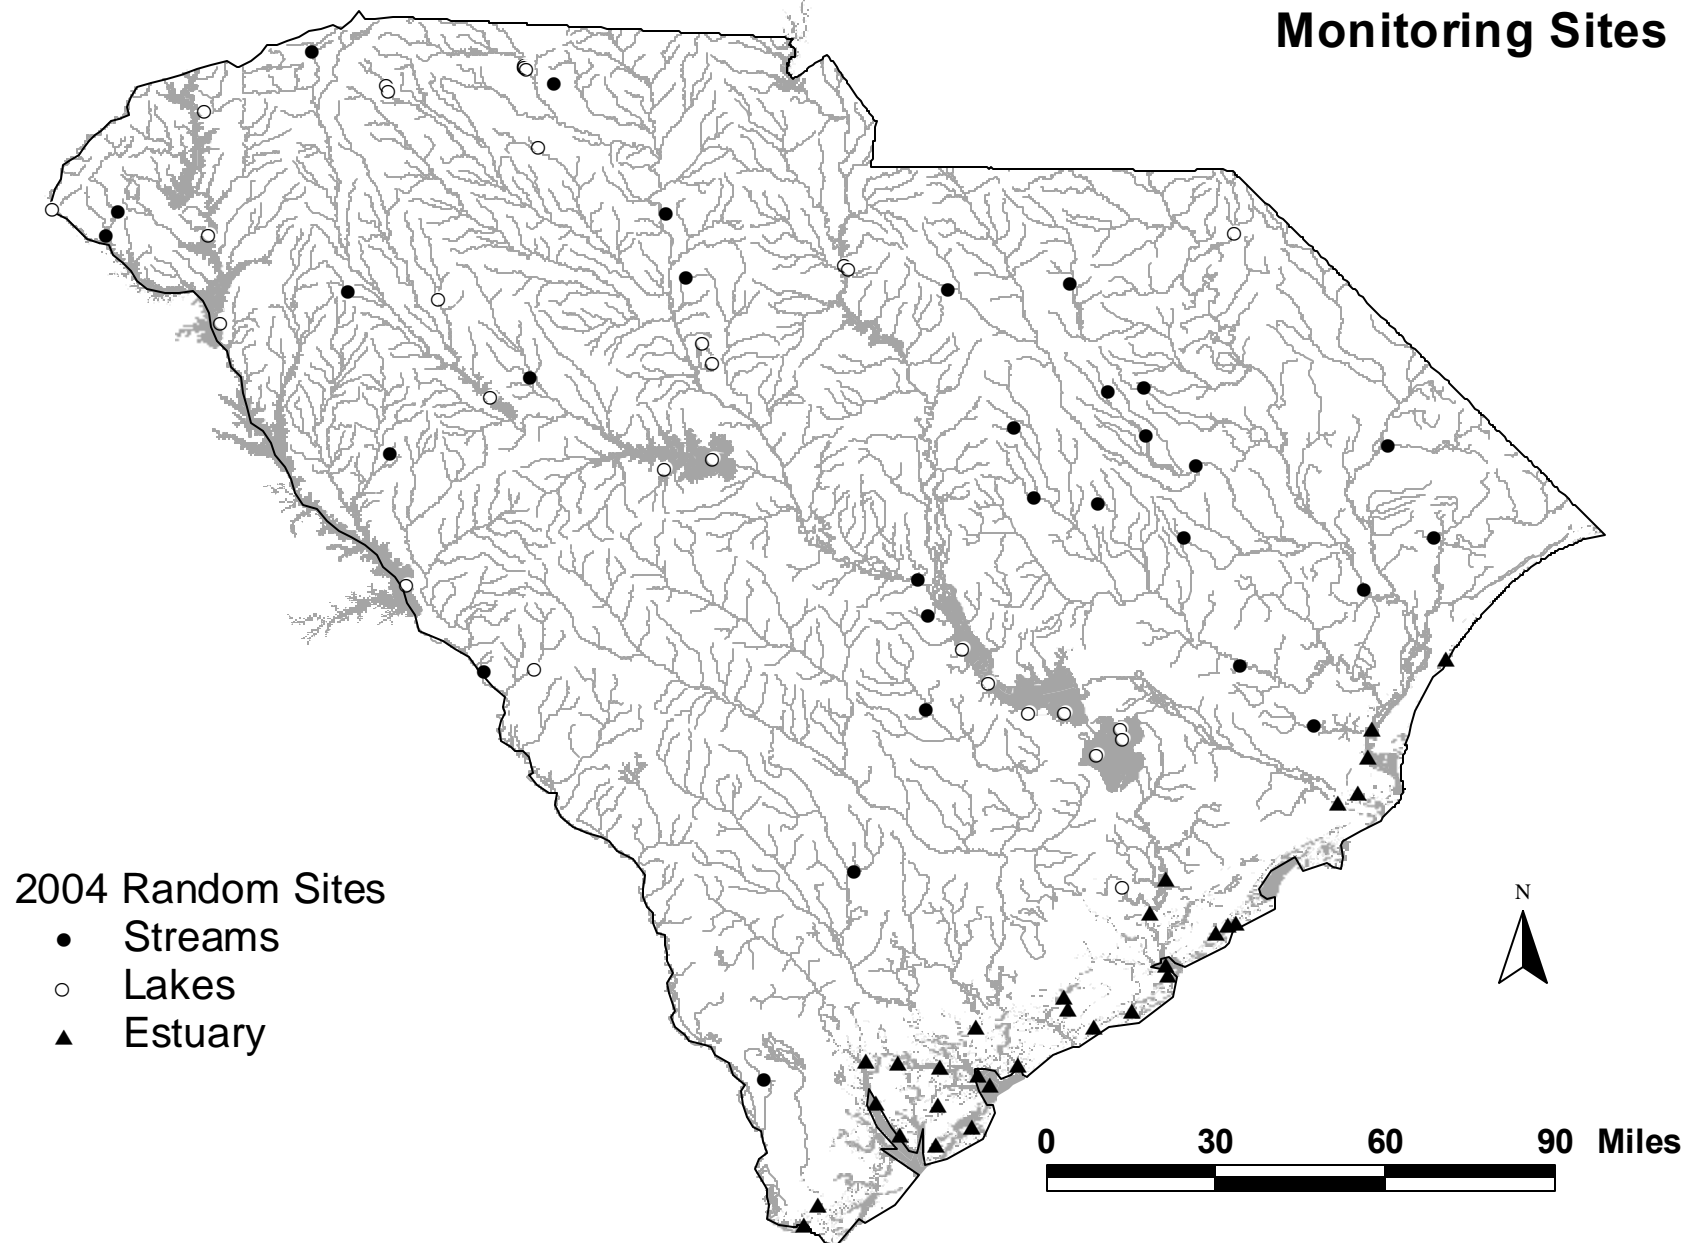 Monitoring Sites
2004 Random Sites
Streams
Lakes
Estuary
N
0 30 60 90 Miles